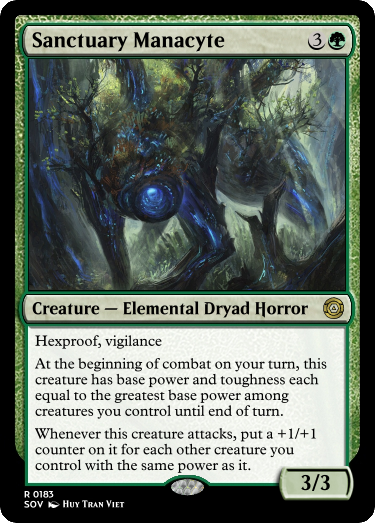 Sanctuary Manacyte 3
Creature — Elemental Dryad Horror
Hexproof, vigilance
At the beginning of combat on your turn, this
creature has base power and toughness each
equal to the greatest base power among
creatures you control until end of turn.
Whenever this creature attacks, put a +1/+1
counter on it for each other creature you
control with the same power as it.
3/3
R 0183
SOV Huy Tran Viet